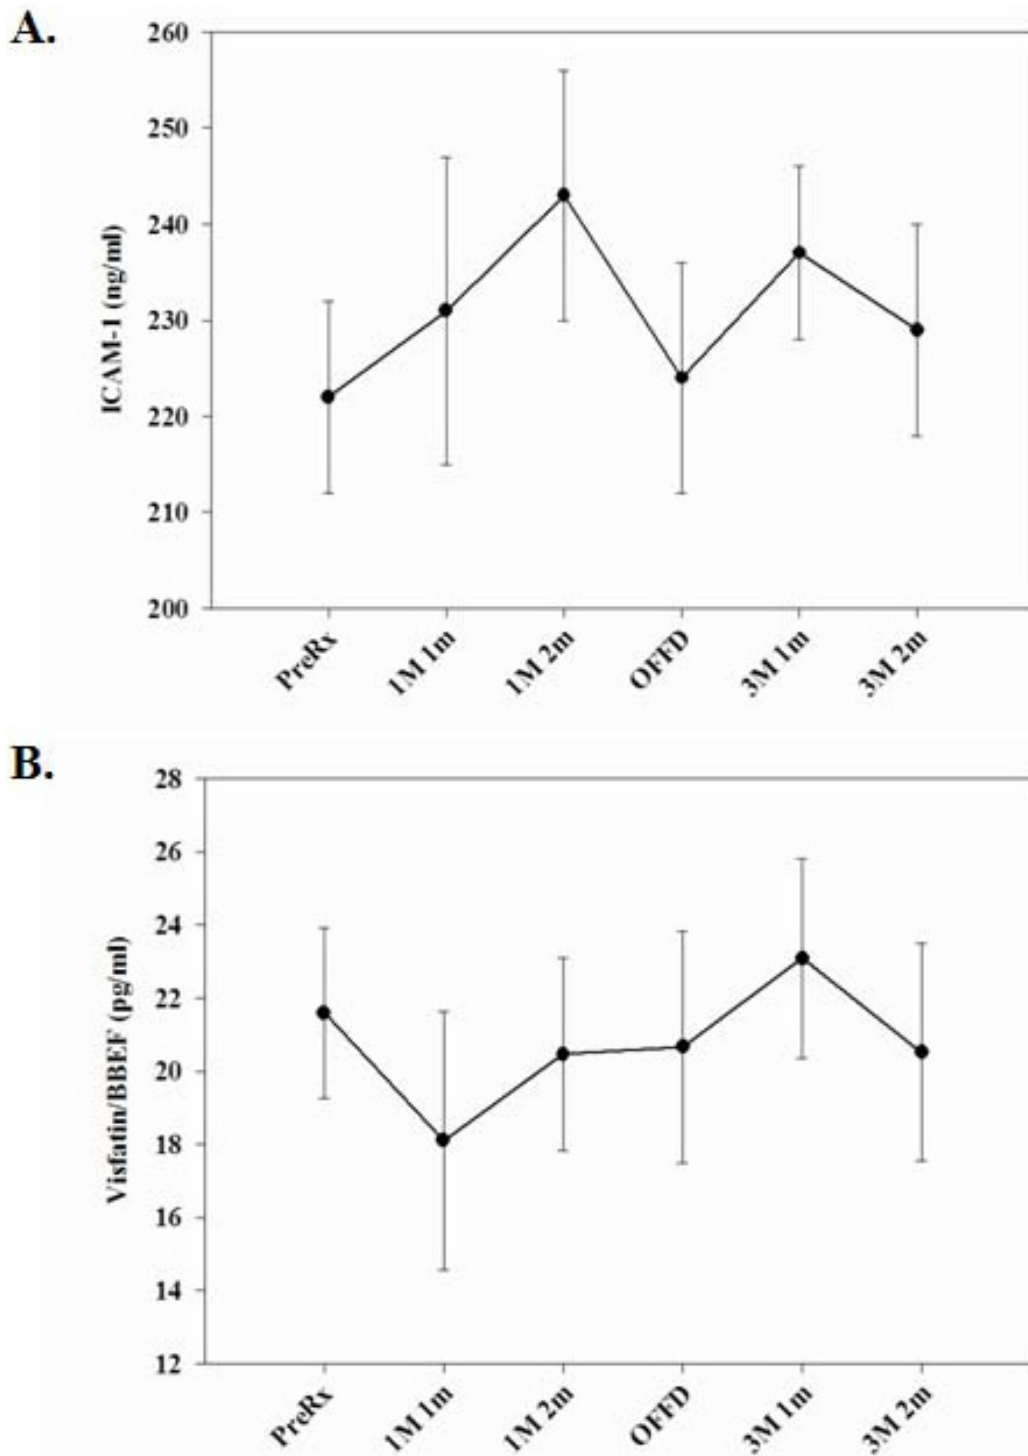 A.
260
250
240
230
220
210
200
ICAM-1 (ng/ml)
PreRx
1M 1m
1M 2m
OFFD
3M 1m
3M 2m
B.
28
26
24
22
20
18
16
14
12
Visfatin/BBEF (pg/ml)
PreRx
1M 1m
1M 2m
OFFD
3M 1m
3M 2m